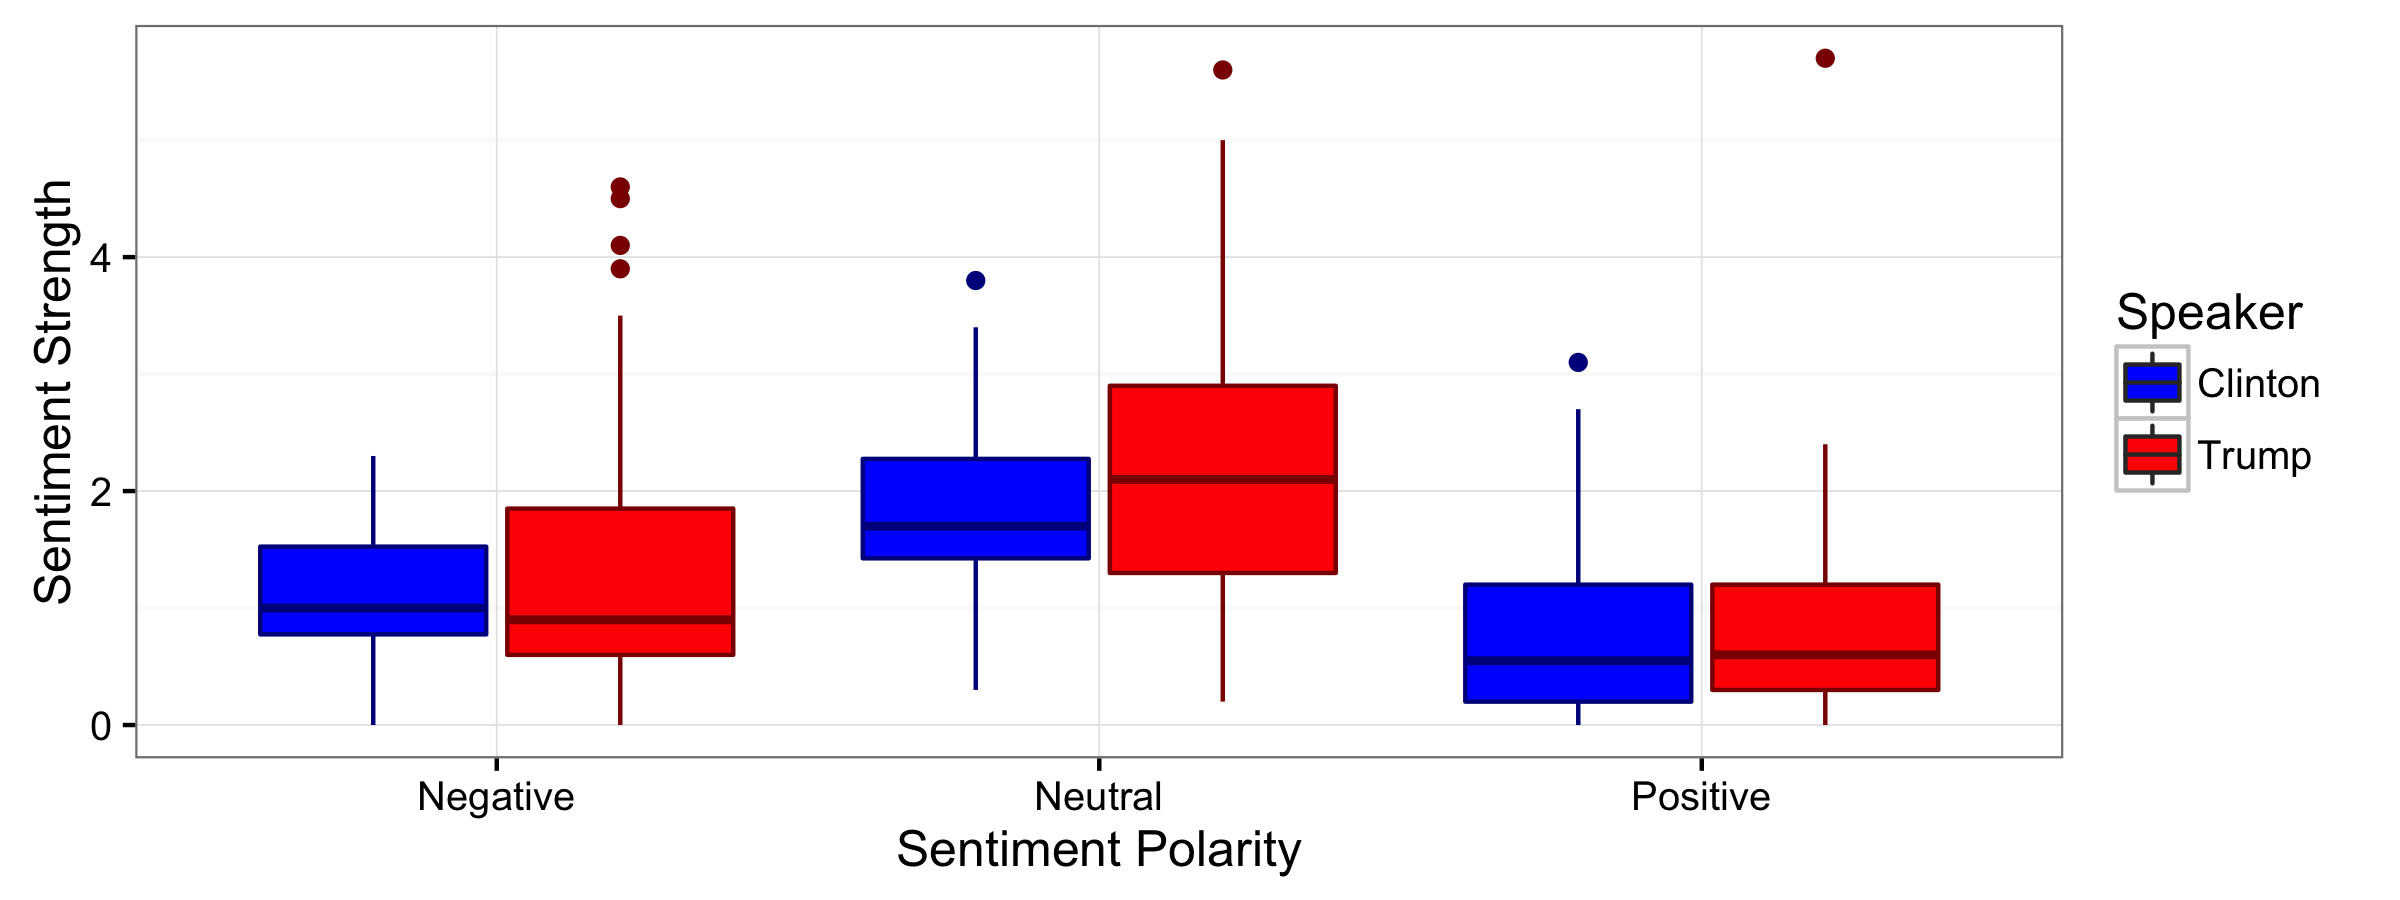 Sentiment Strength
4
2
0
Negative
Neutral
Positive
Sentiment Polarity
Speaker
Clinton
Trump